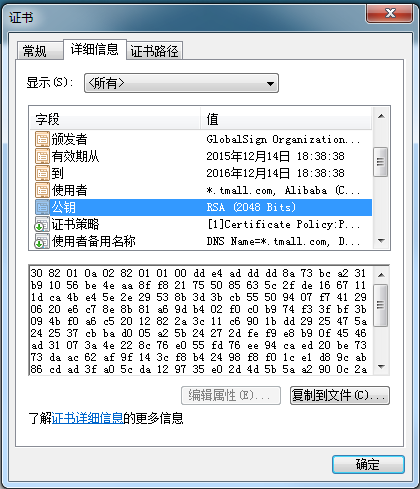 证书
常规 详细信息 证书路径
显示(S): <所有>
字段 值
颁发者 GlobalSign Organization...
有效期从 2015年12月14日 18:38:38
到 2016年12月14日 18:38:38
使用者 *.tmall.com, Alibaba (C...
公钥 RSA (2048 Bits)
证书策略 [1]Certificate Policy:P...
使用者备用名称 DNS Name=*.tmall.com, D...
30 82 01 0a 02 82 01 01 00 dd e4 ad dd dd 8a 73 bc a2 31
b9 10 56 be 4e aa 8f f8 21 75 50 85 63 5c 2f de 16 67 11
1d ca 4b e4 5e 2e 29 53 8b 3d 3b cb 55 50 94 07 f7 41 29
06 20 e6 c7 8e 8b 81 a6 9d b4 02 f0 c0 b9 74 f3 bf 3b
09 4b f0 a6 c5 20 12 82 2a 3c 11 c6 90 1b dd 29 25 47 5a
24 25 37 cb ba d0 05 a2 5b 24 27 2d fe f9 e8 b9 0f 45 46
ad 31 07 3a 4e 22 8c 76 e0 55 fd 76 ee 94 ca ed 20 be 73
73 da ac 62 af 9f 14 3c f8 b4 24 98 f8 f0 1c e1 d8 9c ab
86 cd ad 3f a0 5c da 12 97 35 e0 2d 4d 5b 5a a2 90 0c 2a
编辑属性(E)... 复制到文件(C)...
了解证书详细信息的更多信息
确定